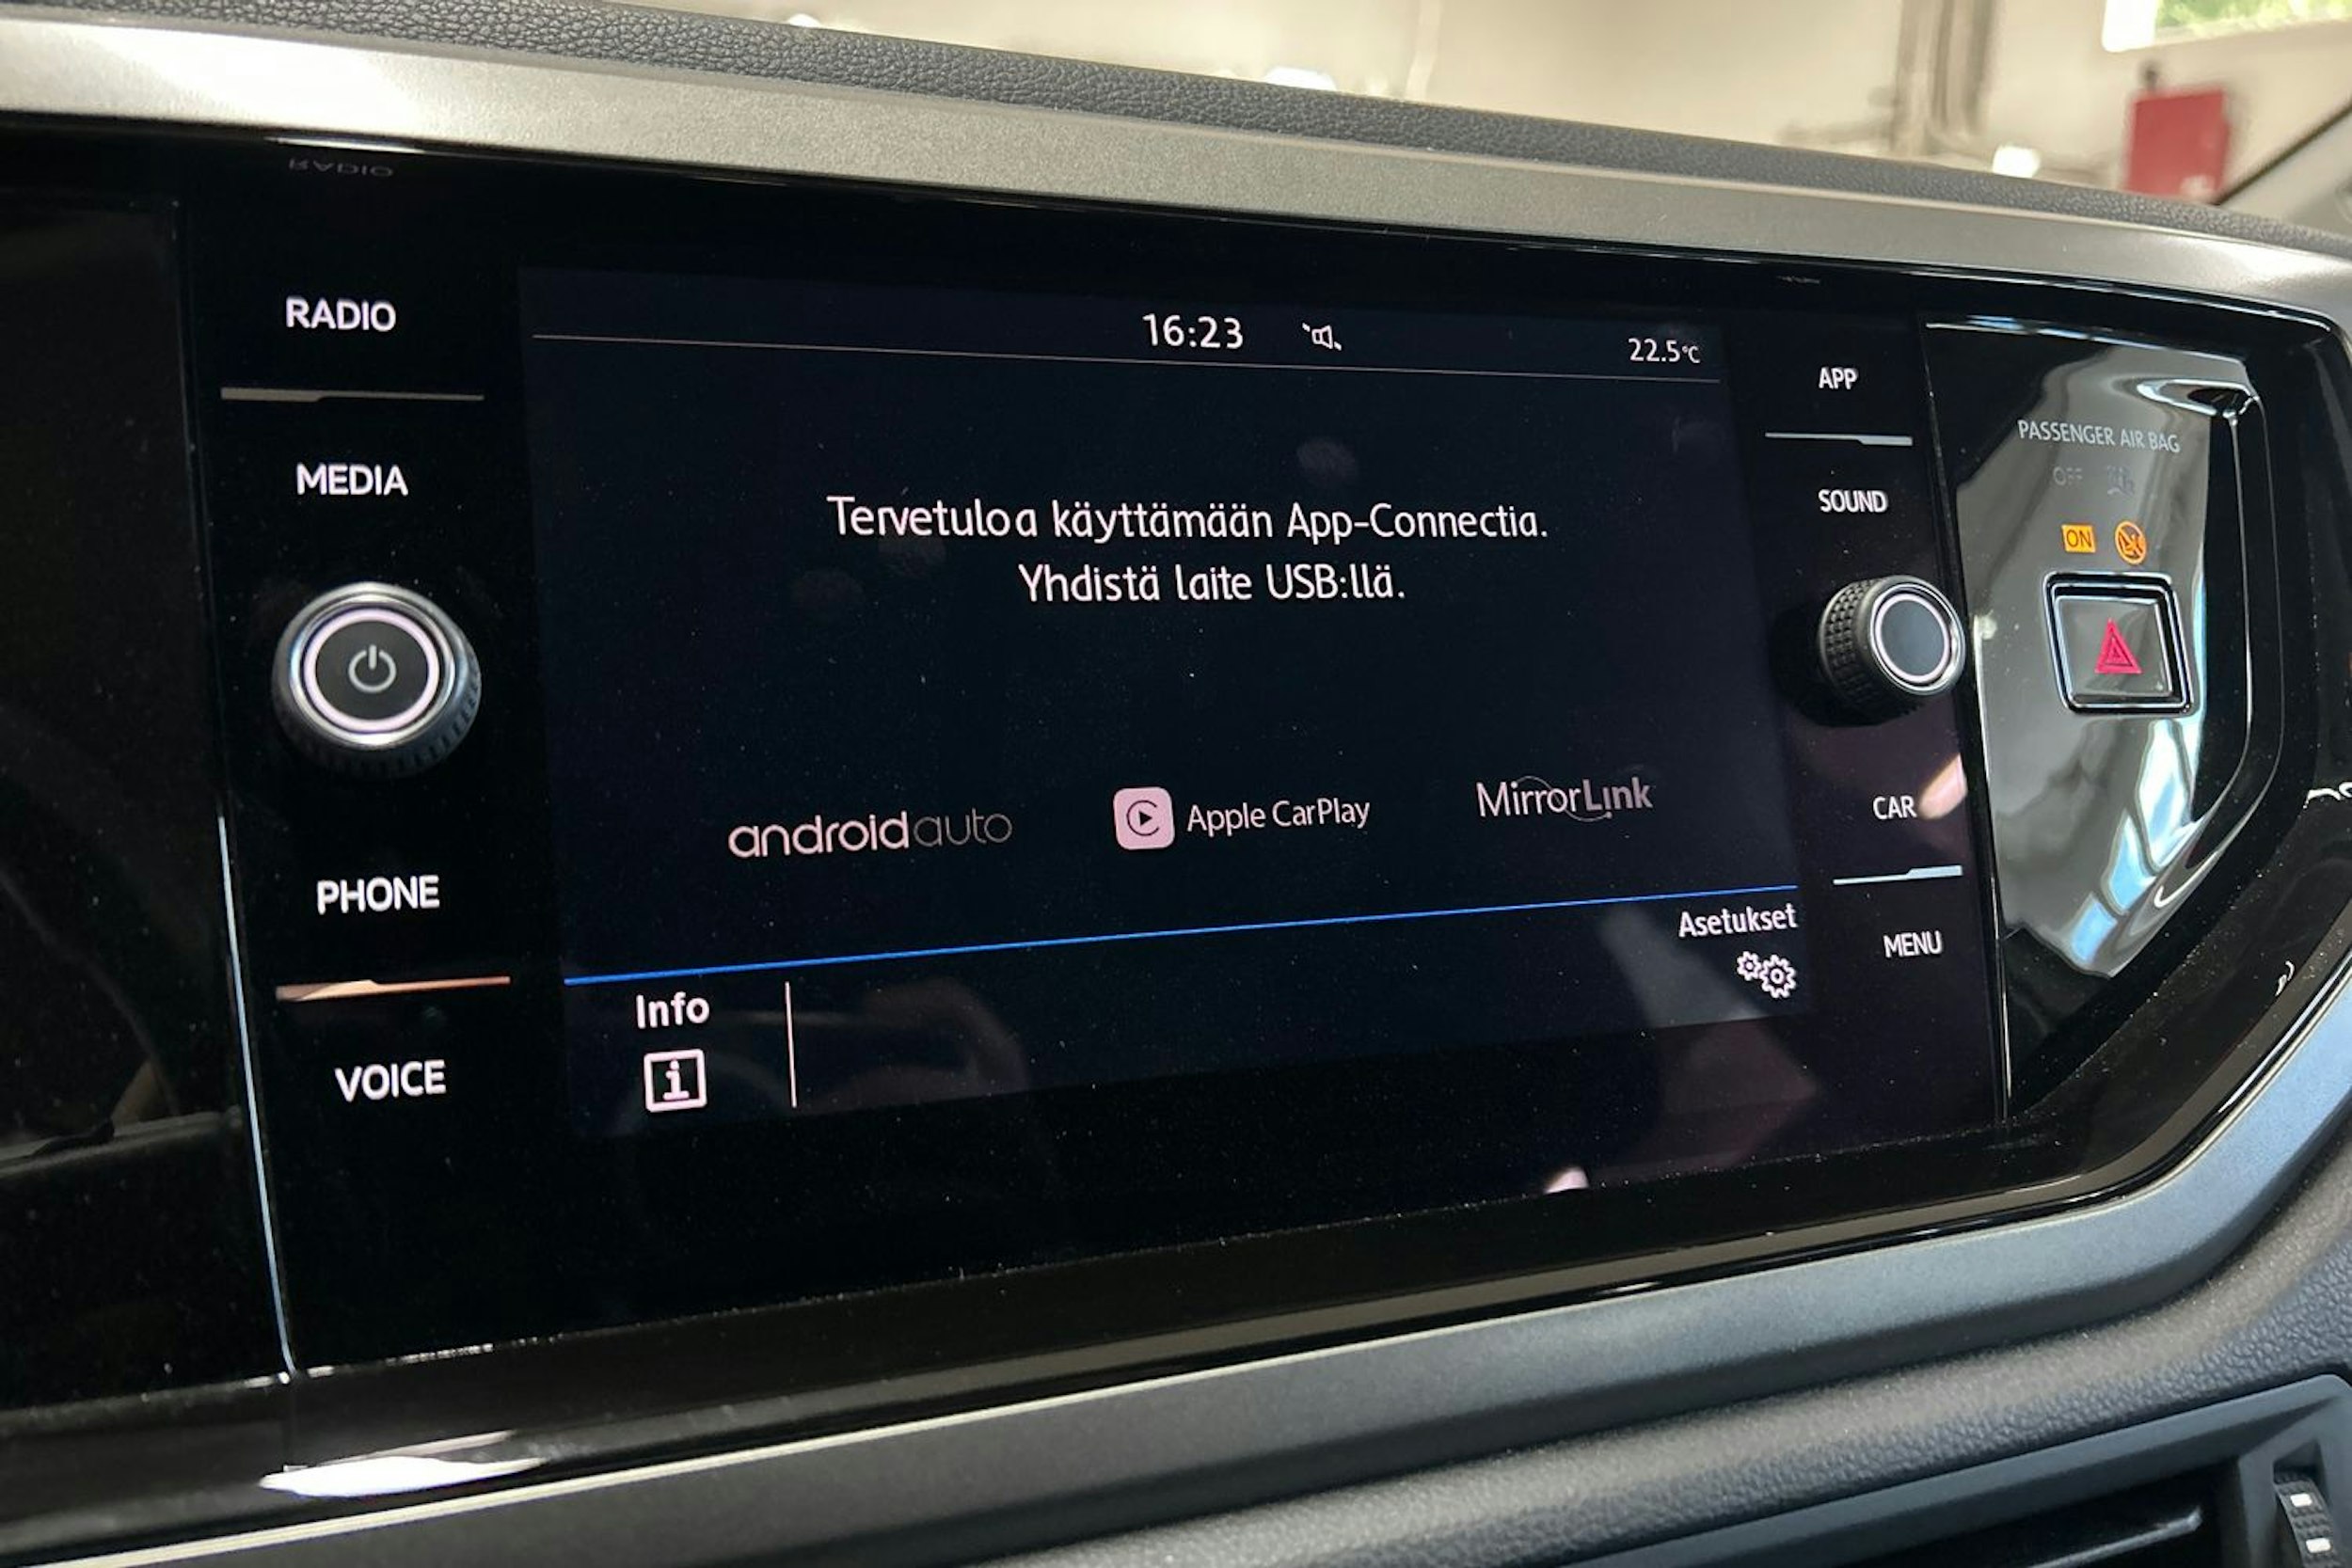 RADIO
MEDIA
PHONE
VOICE
16:23
22.5°C
Tervetuloa käyttämään App-Connectia.
Yhdistä laite USB:llä.
androidauto
Apple CarPlay
MirrorLink
Info
Asetukset
APP
SOUND
CAR
MENU
PASSENGER AIR BAG
OFF
ON